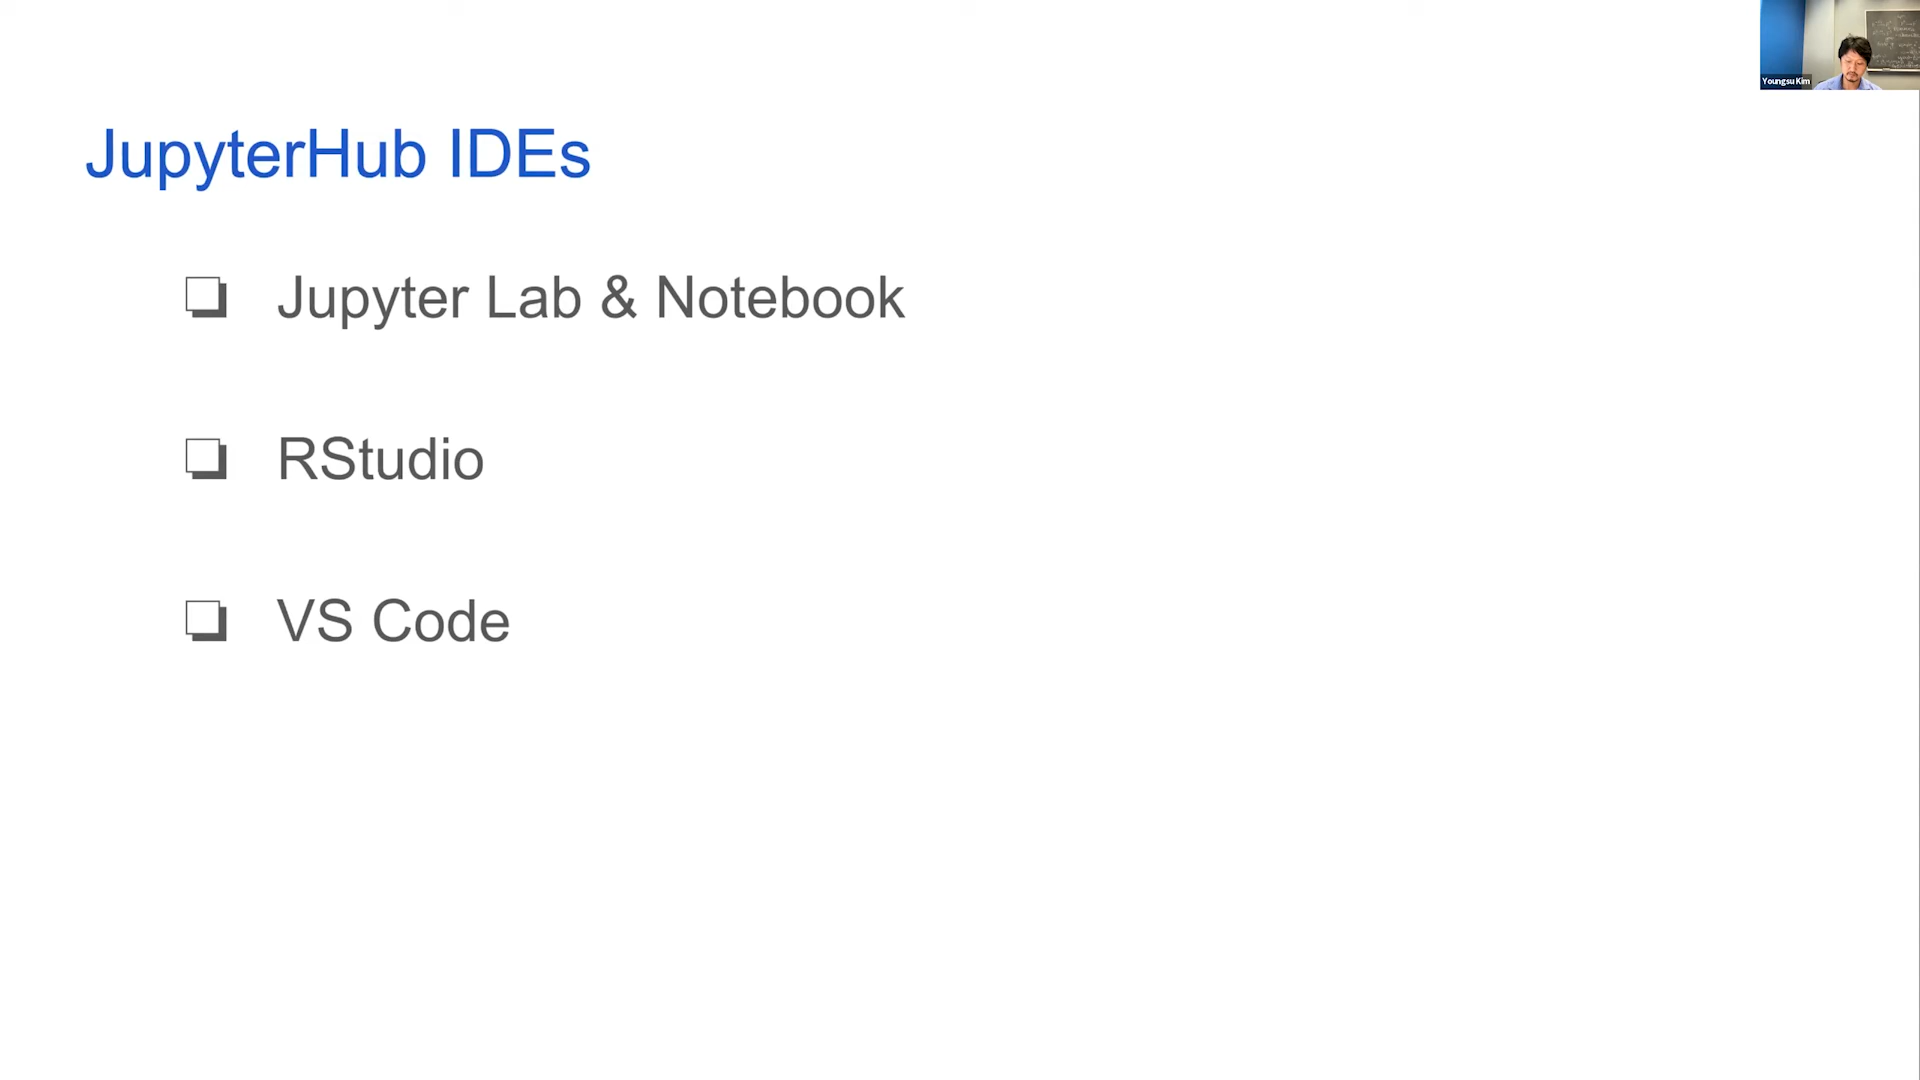 Youngsu Kim
JupyterHub IDEs
Jupyter Lab & Notebook
RStudio
VS Code